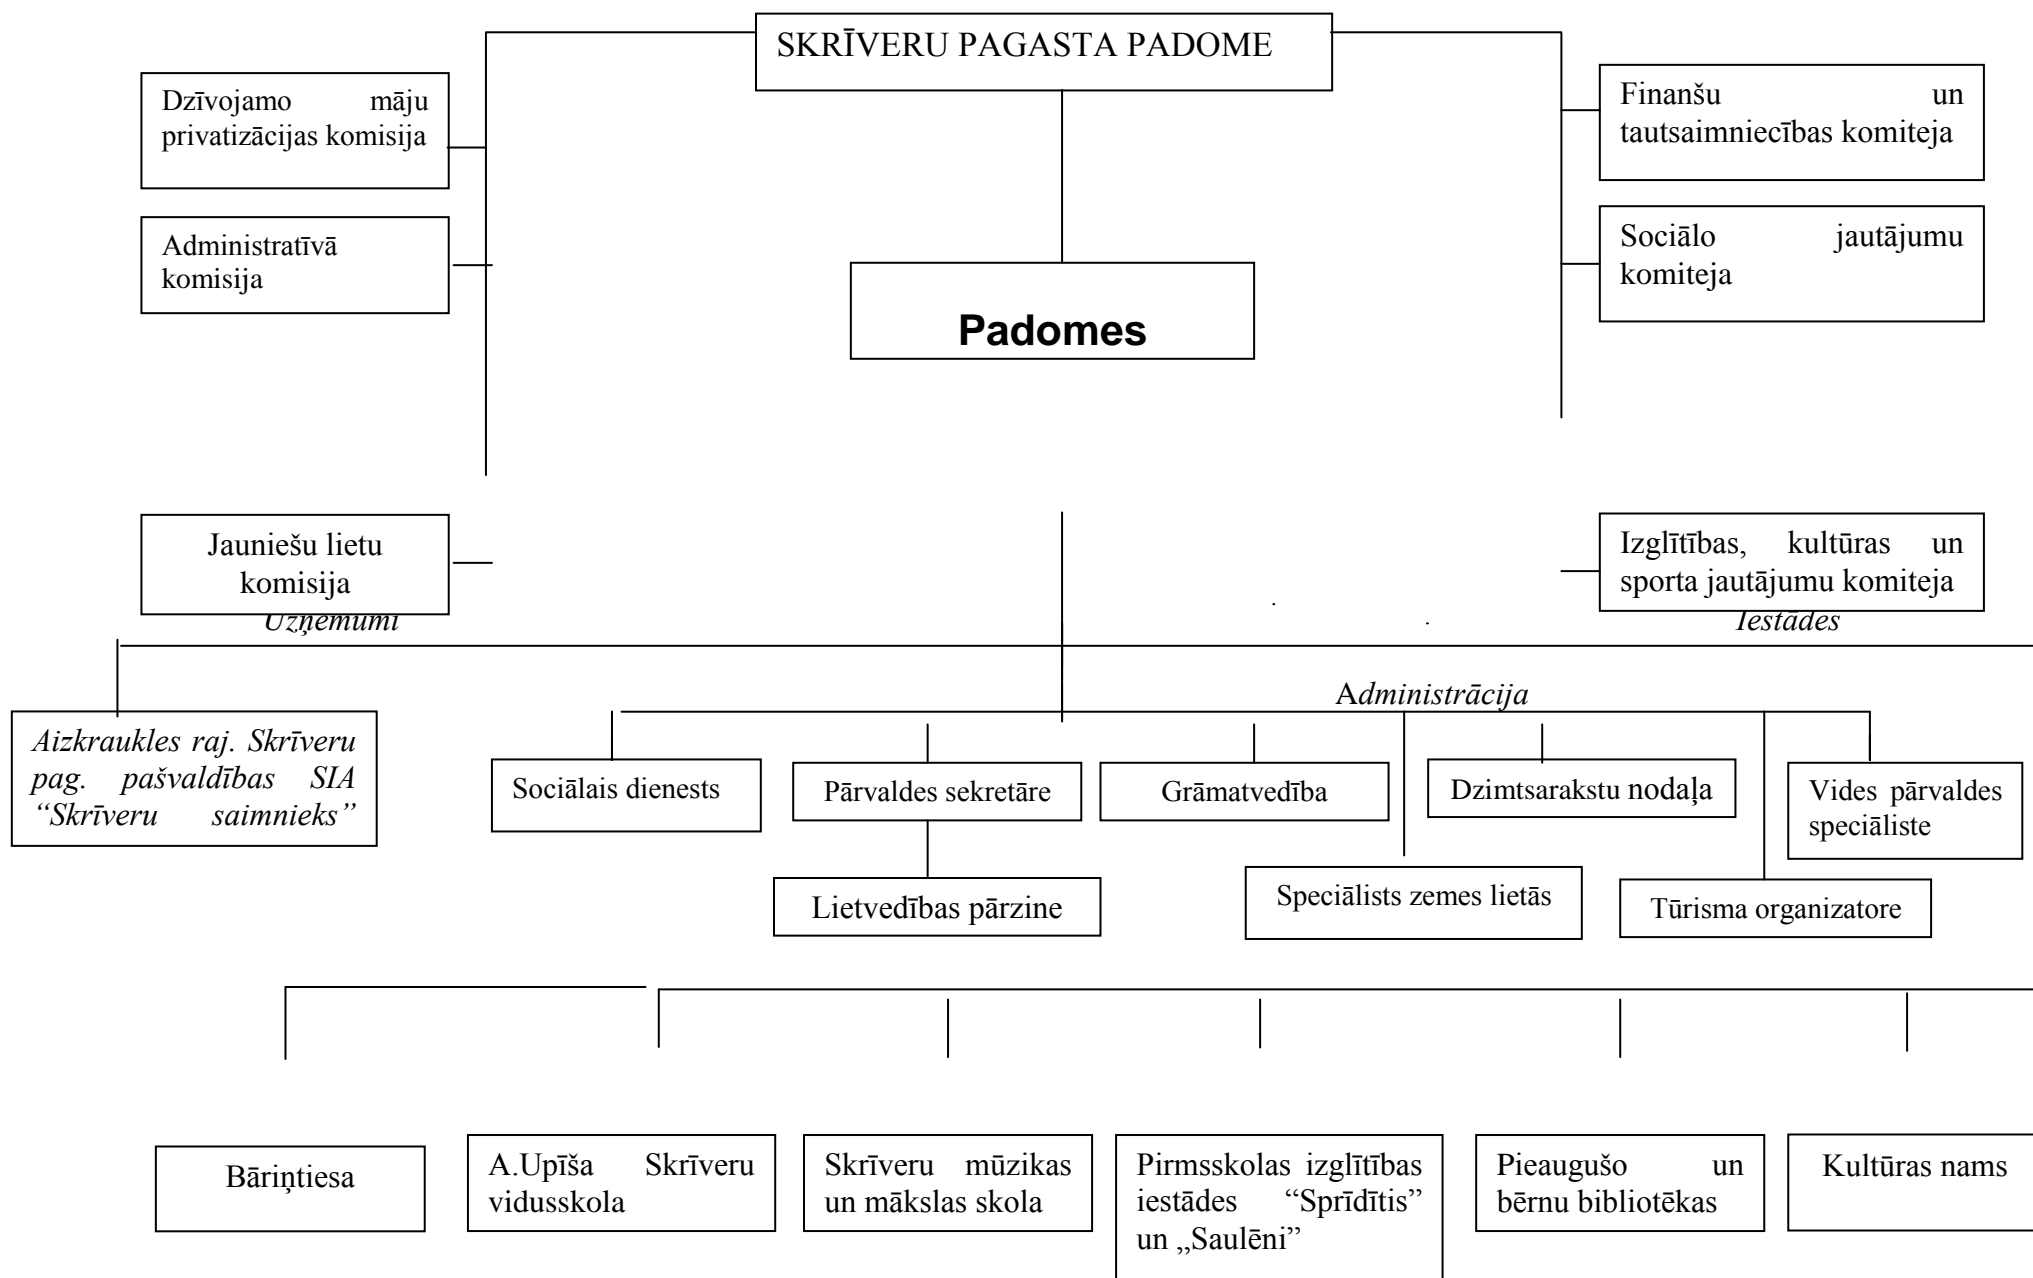 SKRĪVERU PAGASTA PADOME
Dzīvojamo māju
privatizācijas komisija
Finanšu un
tautsaimniecības komiteja
Administratīvā
komisija
Sociālo jautājumu
komiteja
Padomes
Jauniešu lietu
komisija
Izglītības, kultūras un
sporta jautājumu komiteja
Uzņēmumi
Iestādes
Administrācija
Aizkraukles raj. Skrīveru
pag. pašvaldības SIA
“Skrīveru saimnieks”
Sociālais dienests
Pārvaldes sekretāre
Grāmatvedība
Dzimtsarakstu nodaļa
Vides pārvaldes
speciāliste
Lietvedības pārzine
Speciālists zemes lietās
Tūrisma organizatore
Bāriņtiesa
A.Upīša Skrīveru
vidusskola
Skrīveru mūzikas
un mākslas skola
Pirmsskolas izglītības
iestādes “Sprīdītis”
un „Saulēni”
Pieaugušo un
bērnu bibliotēkas
Kultūras nams